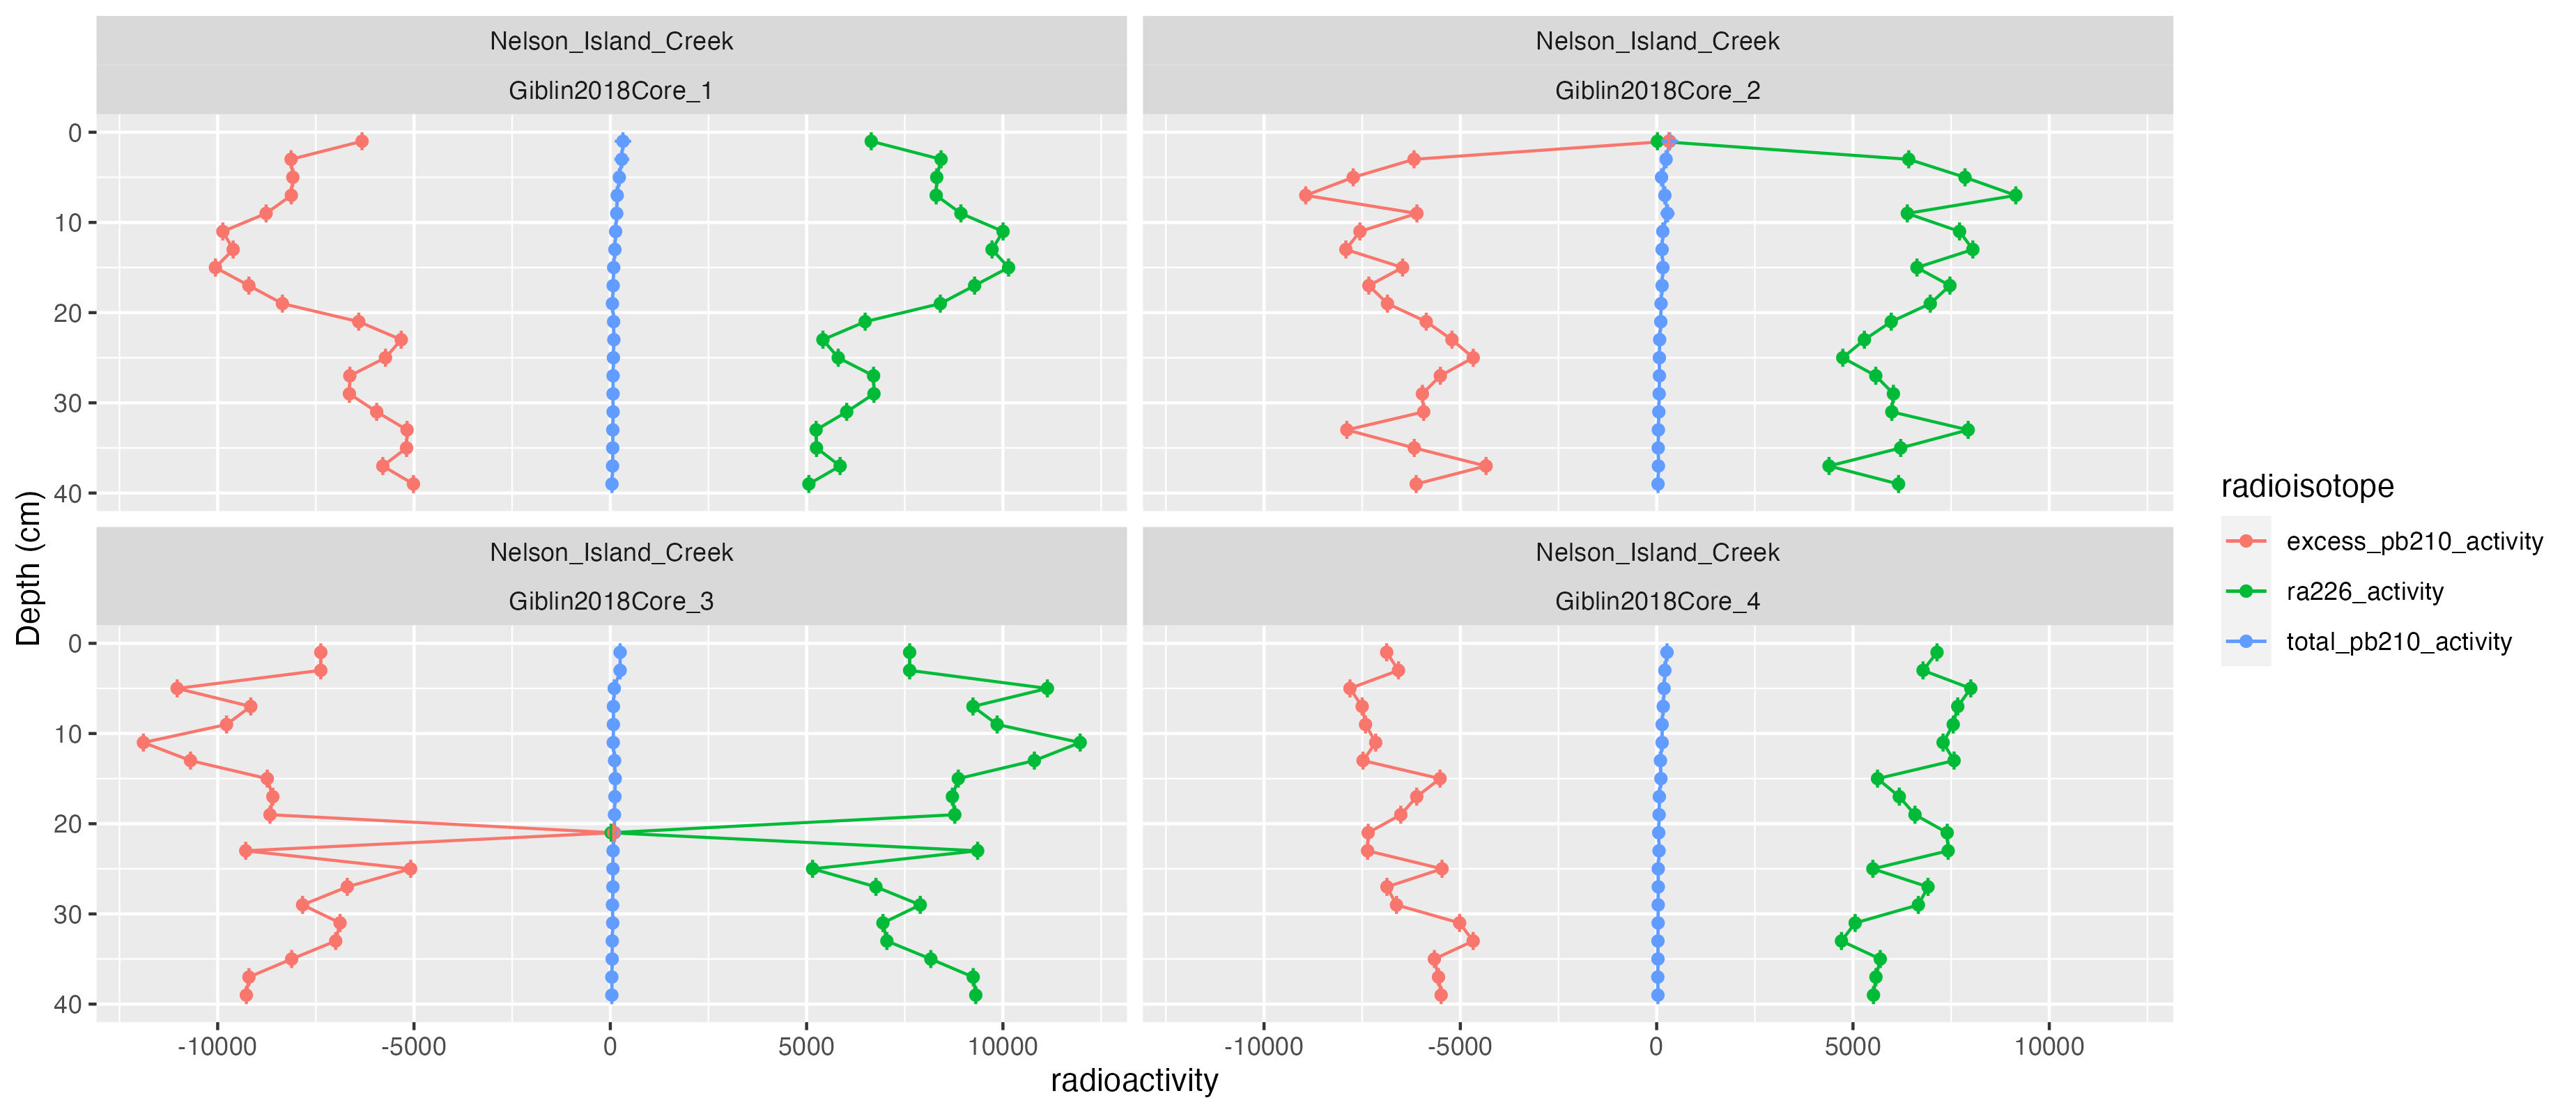 Nelson_Island_Creek
Giblin2018Core_1
Nelson_Island_Creek
Giblin2018Core_2
0
10
20
30
40
Nelson_Island_Creek
Giblin2018Core_3
Nelson_Island_Creek
Giblin2018Core_4
0
10
20
30
40
-10000 -5000 0 5000 10000
-10000 -5000 0 5000 10000
radioactivity
Depth (cm)
radioisotope
excess_pb210_activity
ra226_activity
total_pb210_activity